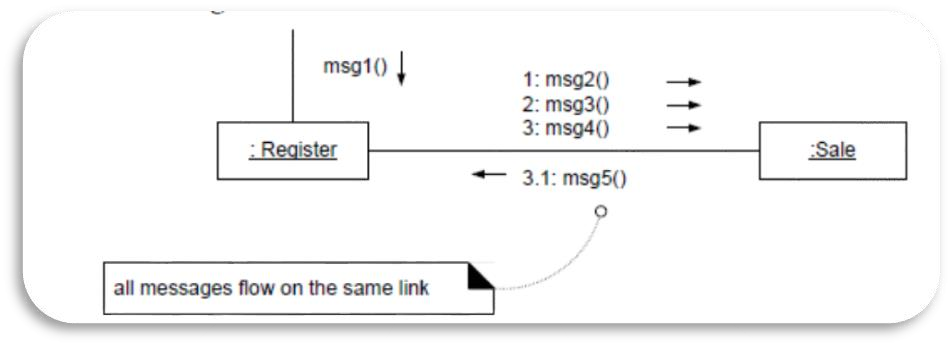 msg1()
1: msg2()
2: msg3()
3: msg4()
: Register
:Sale
3.1: msg5()
all messages flow on the same link